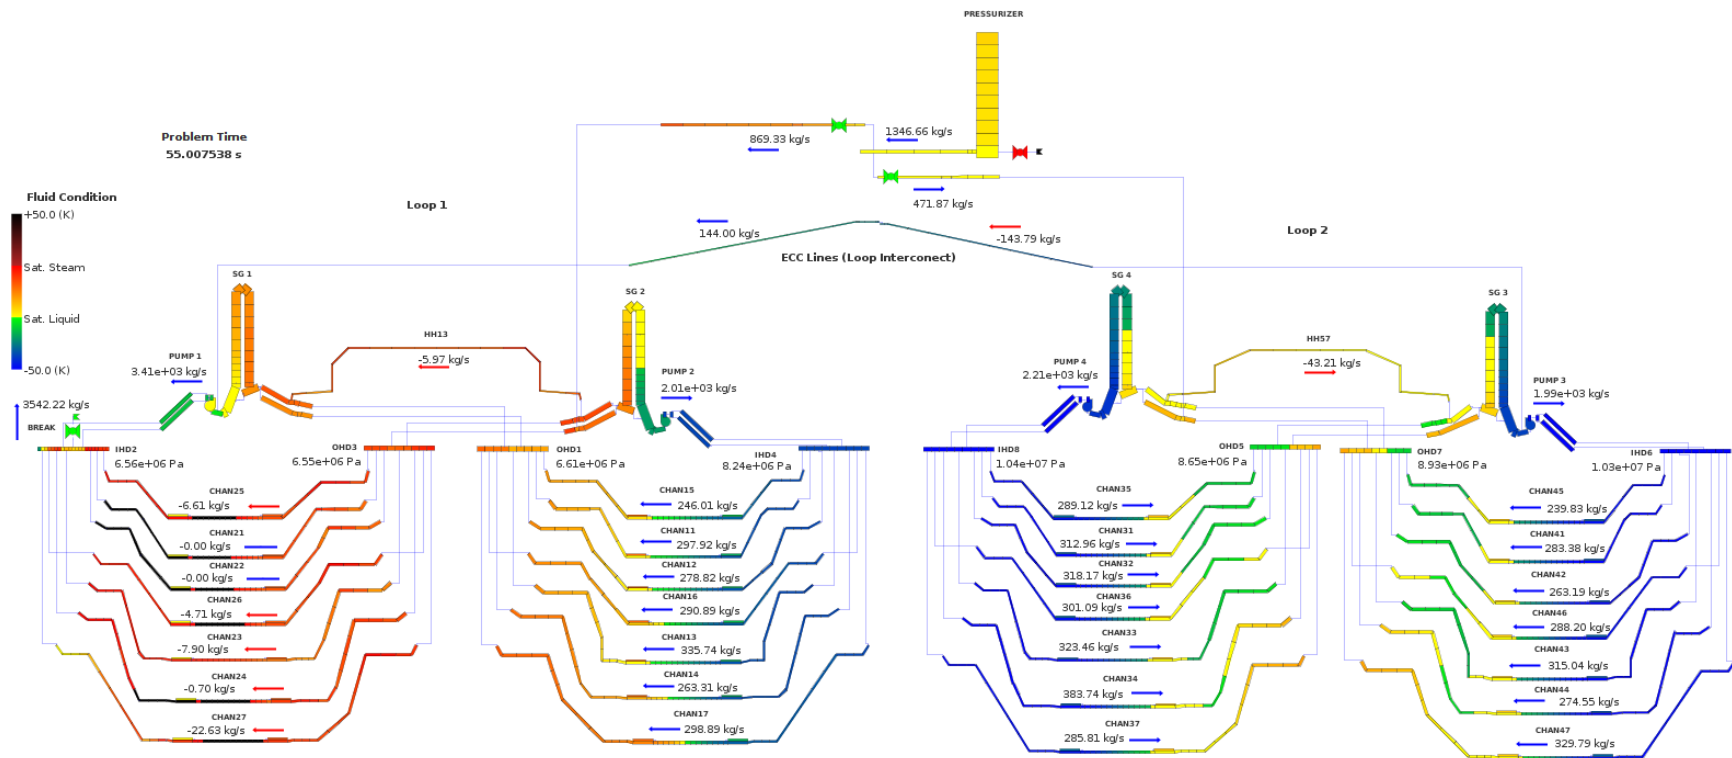 PRESSURIZER
Problem Time
55.007538 s
869.33 kg/s
1346.66 kg/s
471.87 kg/s
Fluid Condition
+50.0 (K)
Sat. Steam
Sat. Liquid
-50.0 (K)
Loop 1
Loop 2
144.00 kg/s
-143.79 kg/s
ECC Lines (Loop Interconect)
SG 1
SG 2
SG 4
SG 3
HH13
-5.97 kg/s
HH57
-43.21 kg/s
PUMP 1
3.41e+03 kg/s
PUMP 2
2.01e+03 kg/s
PUMP 4
2.21e+03 kg/s
PUMP 3
1.99e+03 kg/s
3542.22 kg/s
BREAK
IHD2
6.56e+06 Pa
OHD3
6.55e+06 Pa
OHD1
6.61e+06 Pa
IHD4
8.24e+06 Pa
IHD8
1.04e+07 Pa
OHD5
8.65e+06 Pa
OHD7
8.93e+06 Pa
IHD6
1.03e+07 Pa
CHAN25
-6.61 kg/s
CHAN21
-0.00 kg/s
CHAN22
-0.00 kg/s
CHAN26
-4.71 kg/s
CHAN23
-7.90 kg/s
CHAN24
-0.70 kg/s
CHAN27
-22.63 kg/s
CHAN15
246.01 kg/s
CHAN11
297.92 kg/s
CHAN12
278.82 kg/s
CHAN16
290.89 kg/s
CHAN13
335.74 kg/s
CHAN14
263.31 kg/s
CHAN17
298.89 kg/s
CHAN35
289.12 kg/s
CHAN31
312.96 kg/s
CHAN32
318.17 kg/s
CHAN36
301.09 kg/s
CHAN33
323.46 kg/s
CHAN34
383.74 kg/s
CHAN37
285.81 kg/s
CHAN45
239.83 kg/s
CHAN41
283.38 kg/s
CHAN42
263.19 kg/s
CHAN46
288.20 kg/s
CHAN43
315.04 kg/s
CHAN44
274.55 kg/s
CHAN47
329.79 kg/s